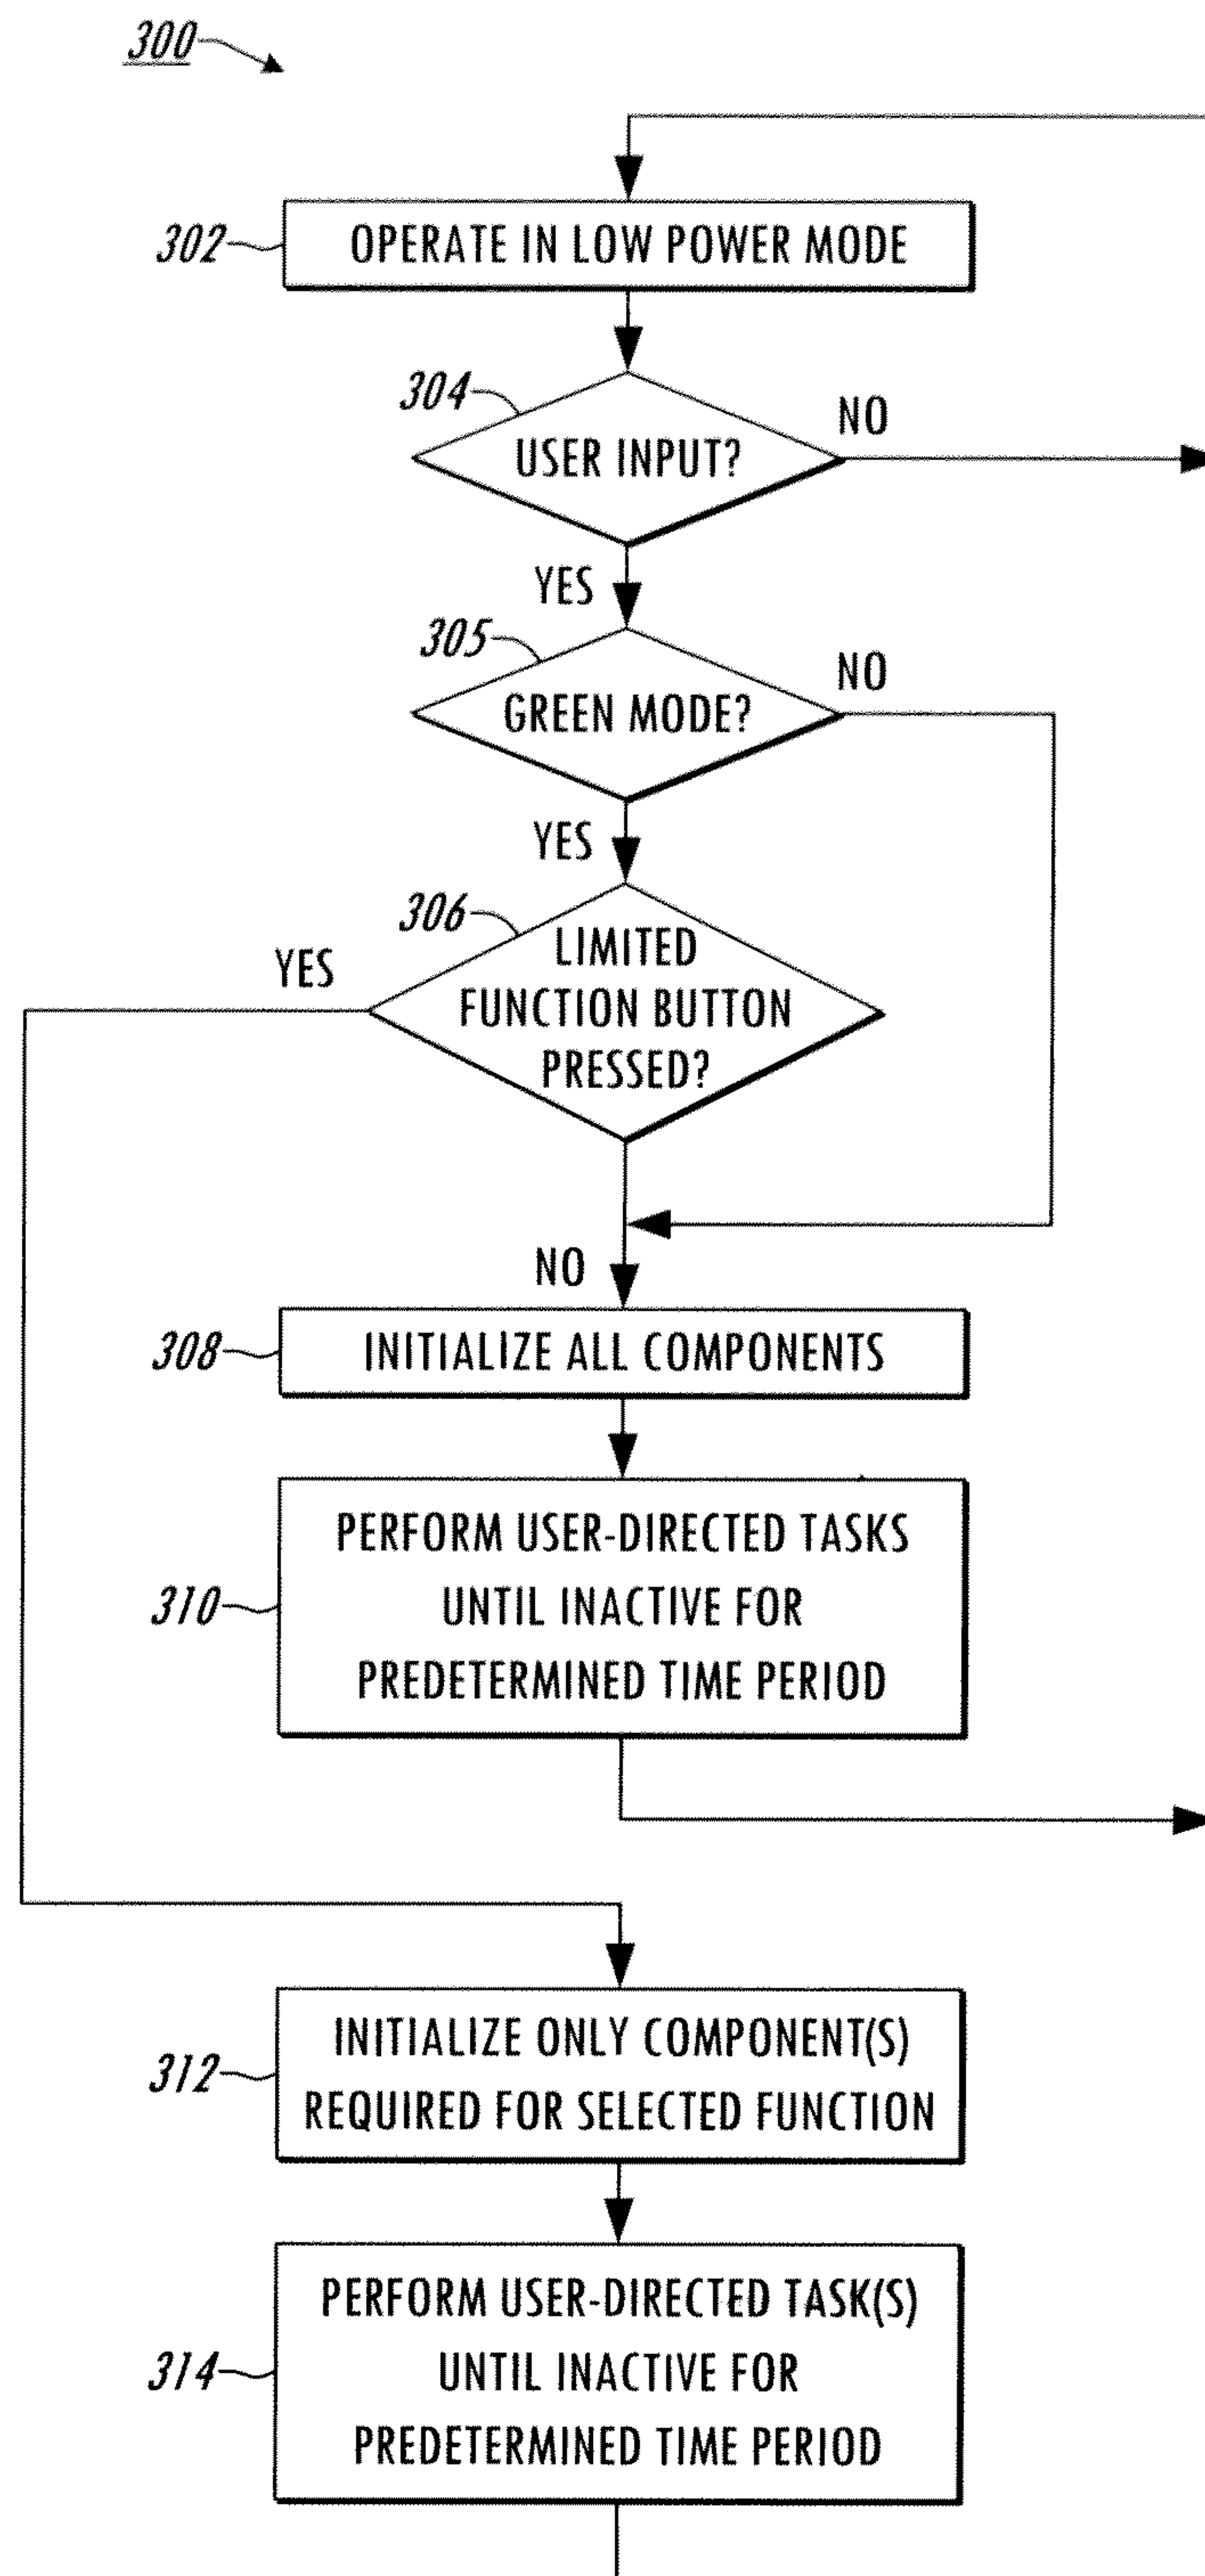 300
302
OPERATE IN LOW POWER MODE
304
USER INPUT?
NO
YES
305
GREEN MODE?
NO
YES
306
LIMITED
FUNCTION BUTTON
PRESSED?
YES
NO
308
INITIALIZE ALL COMPONENTS
310
PERFORM USER-DIRECTED TASKS
UNTIL INACTIVE FOR
PREDETERMINED TIME PERIOD
312
INITIALIZE ONLY COMPONENT(S)
REQUIRED FOR SELECTED FUNCTION
314
PERFORM USER-DIRECTED TASK(S)
UNTIL INACTIVE FOR
PREDETERMINED TIME PERIOD